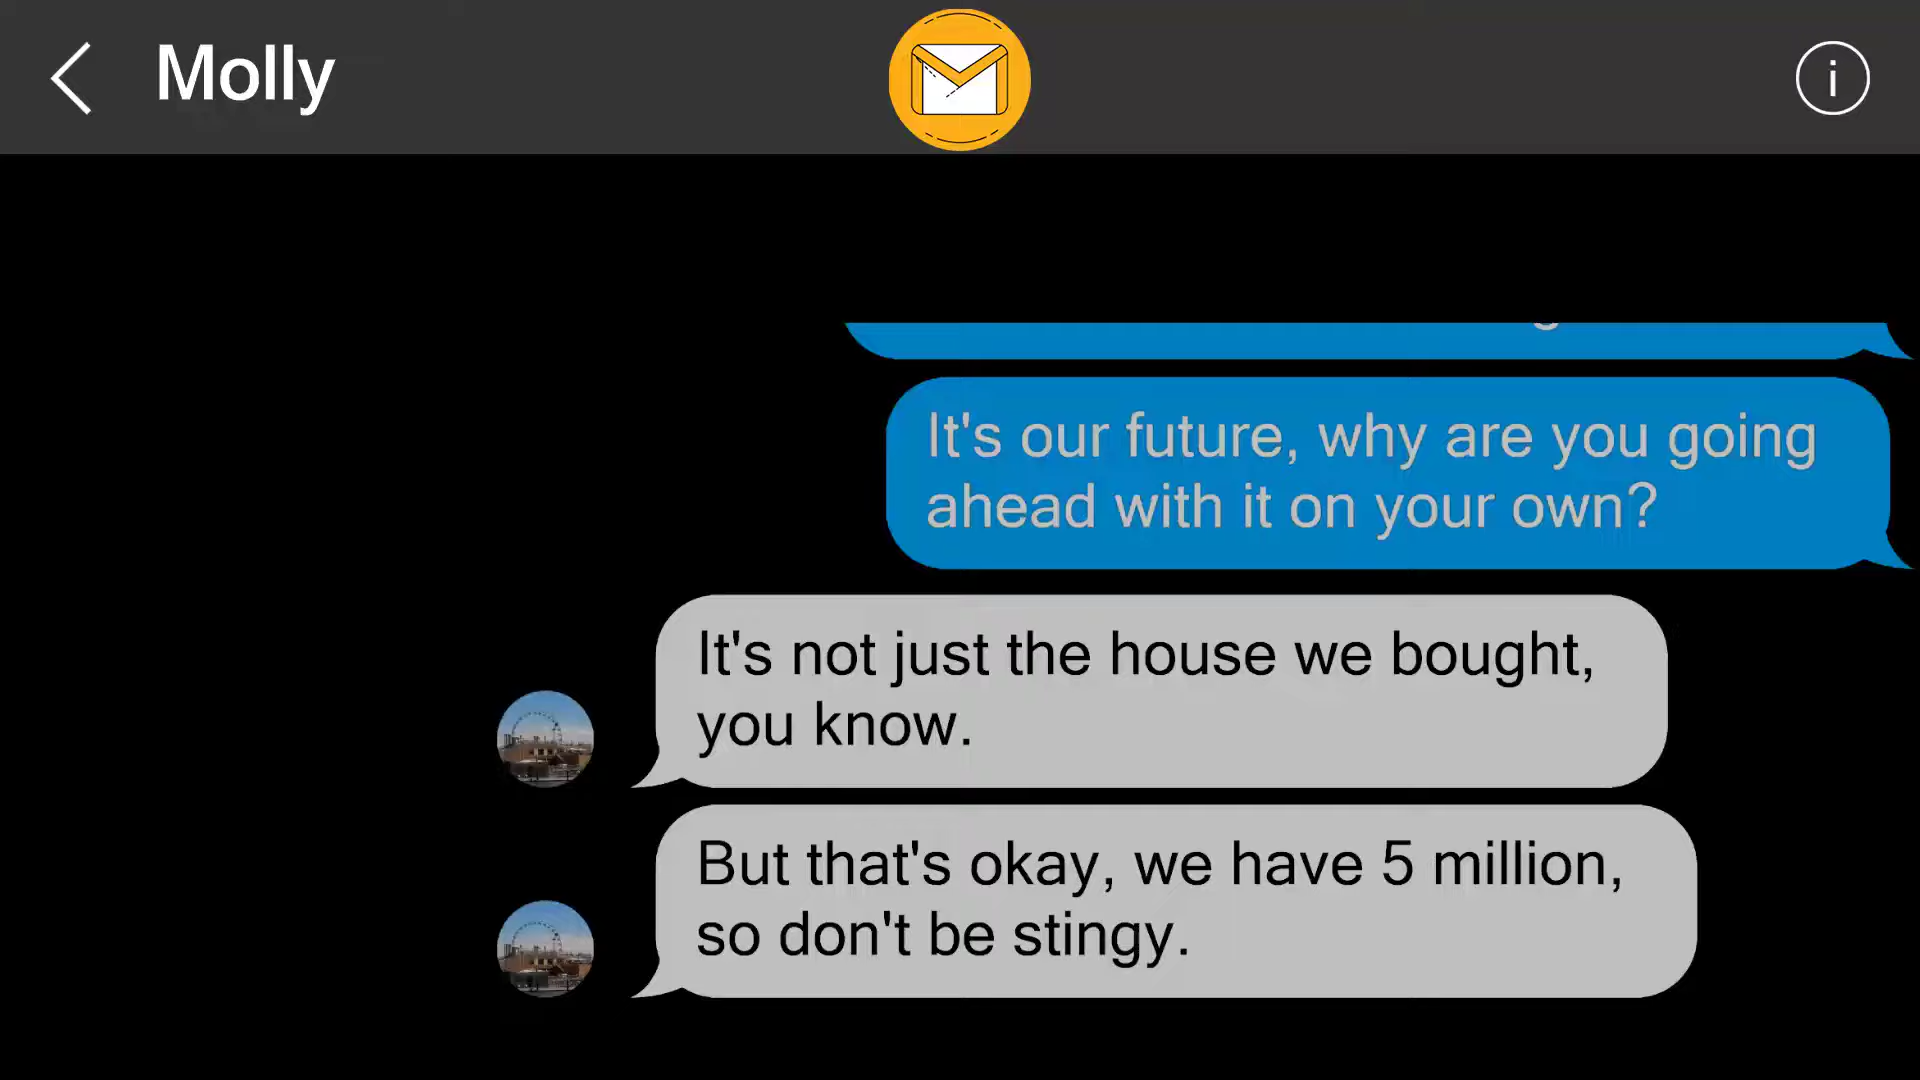 Molly
i
It's our future, why are you going
ahead with it on your own?
It's not just the house we bought,
you know.
But that's okay, we have 5 million,
so don't be stingy.